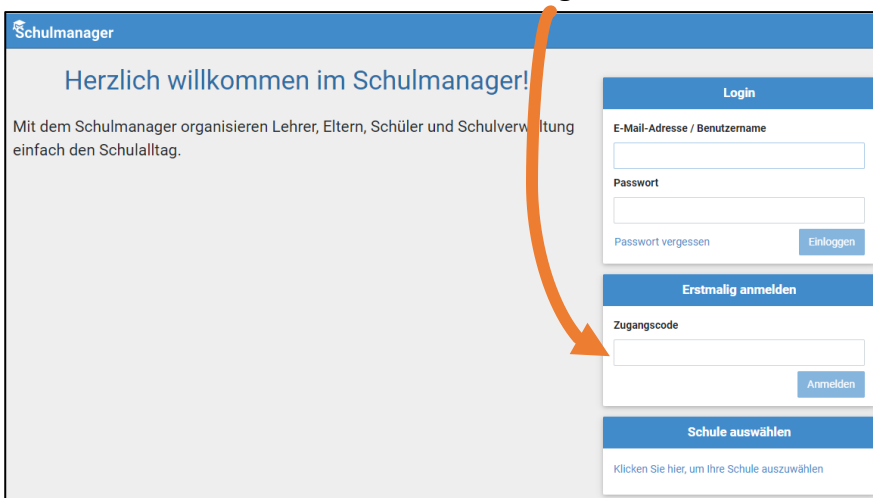 Schulmanager
Herzlich willkommen im Schulmanager!
Mit dem Schulmanager organisieren Lehrer, Eltern, Schüler und Schulverwaltung
einfach den Schulalltag.
Login
E-Mail-Adresse / Benutzername
Passwort
Passwort vergessen
Einloggen
Erstmalig anmelden
Zugangscode
Anmelden
Schule auswählen
Klicken Sie hier, um Ihre Schule auszuwählen